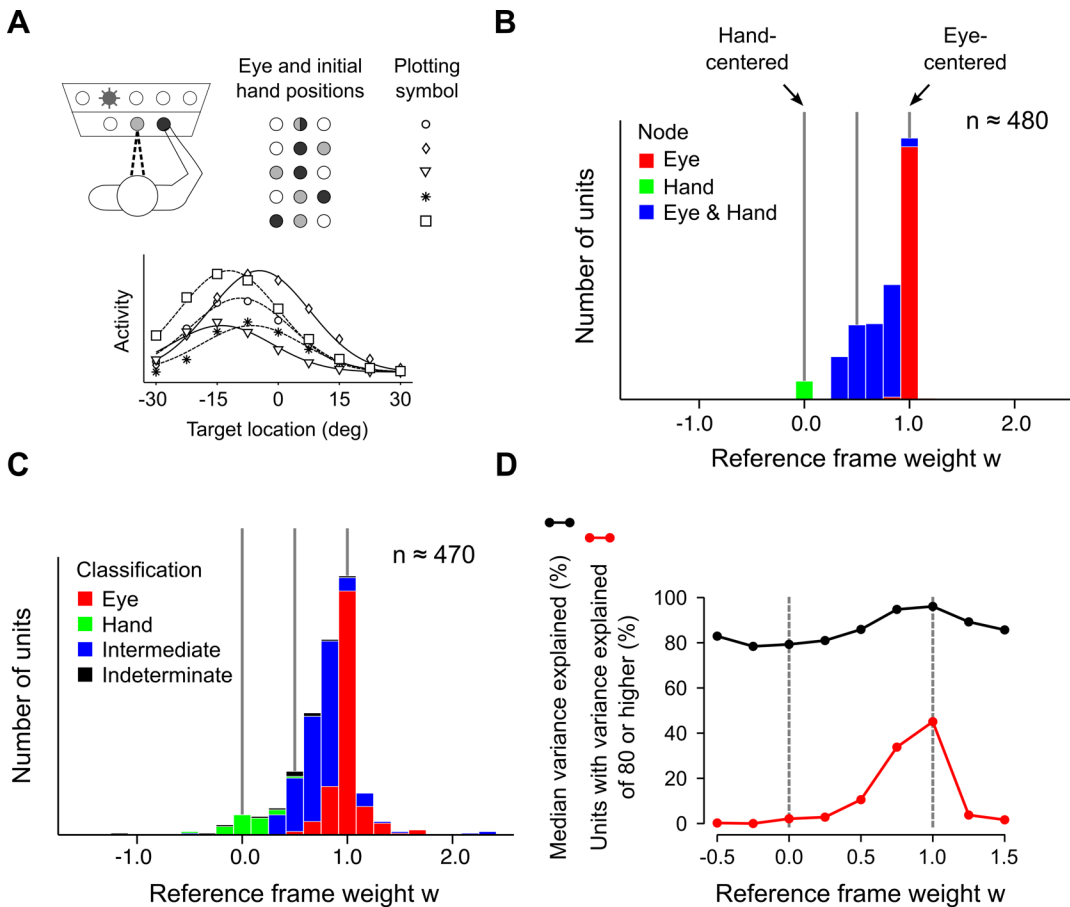 A
Eye and initial
hand positions
Plotting
symbol
Activity
-30
-15
0
15
30
Target location (deg)
B
Hand-
centered
Eye-
centered
n ≈ 480
Node
Eye
Hand
Eye & Hand
Number of units
-1.0
0.0
1.0
2.0
Reference frame weight w
C
n ≈ 470
Classification
Eye
Hand
Intermediate
Indeterminate
Number of units
-1.0
0.0
1.0
2.0
Reference frame weight w
D
Median variance explained (%)
Units with variance explained
of 80 or higher (%)
100
80
60
40
20
0
-0.5
0.0
0.5
1.0
1.5
Reference frame weight w